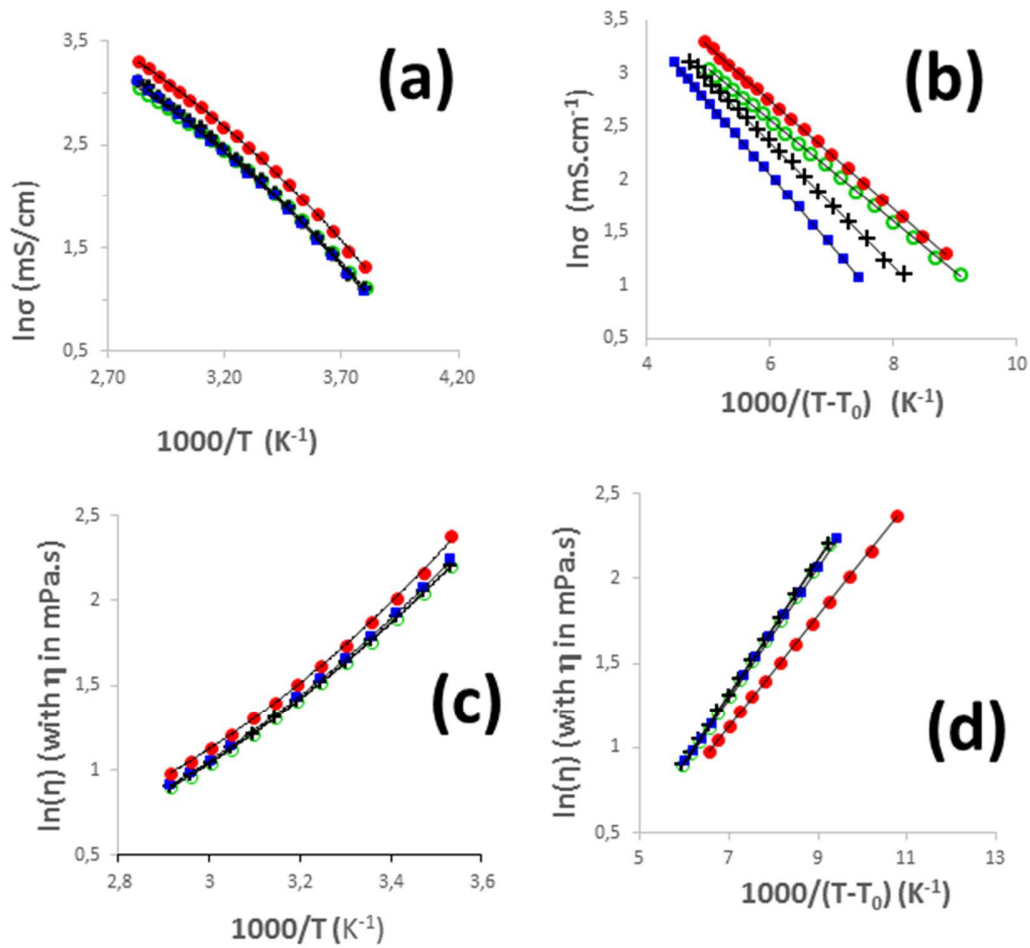 (a)
lnσ (mS/cm)
3,5
2,5
1,5
0,5
2,70 3,20 3,70 4,20
1000/T (K-1)
(b)
lnσ (mS.cm-1)
3,5
3
2,5
2
1,5
1
0,5
4 6 8 10
1000/(T-T0) (K-1)
(c)
ln(η) (with η in mPa.s)
2,5
2
1,5
1
0,5
2,8 3 3,2 3,4 3,6
1000/T (K-1)
(d)
ln(η) (with η in mPa.s)
2,5
2
1,5
1
0,5
5 7 9 11 13
1000/(T-T0) (K-1)